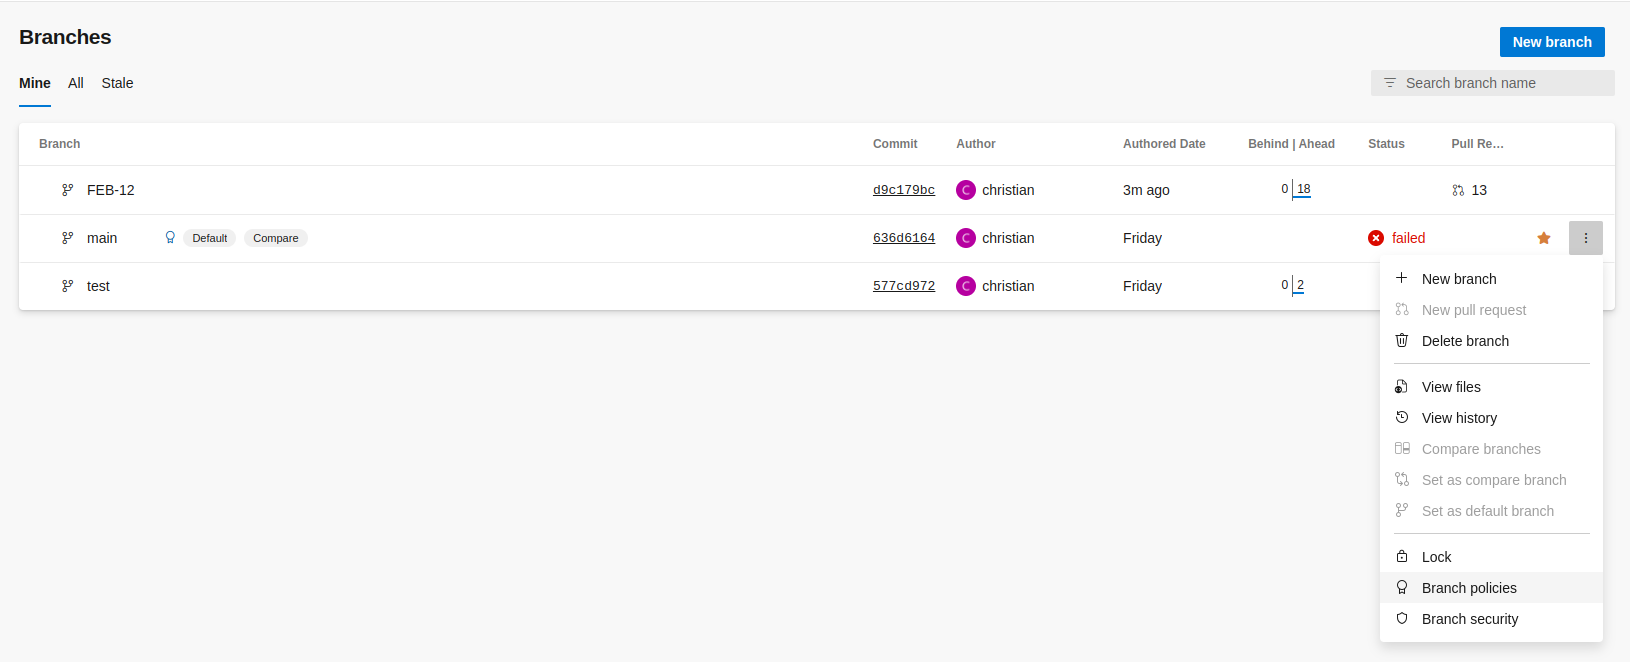 Branches
New branch
Mine All Stale
Search branch name
Branch Commit Author Authored Date Behind | Ahead Status Pull Re...
FEB-12 d9c179bc C christian 3m ago 0 18 13
main Default Compare 636d6164 C christian Friday failed
test 577cd972 C christian Friday 0 2
New branch
New pull request
Delete branch
View files
View history
Compare branches
Set as compare branch
Set as default branch
Lock
Branch policies
Branch security